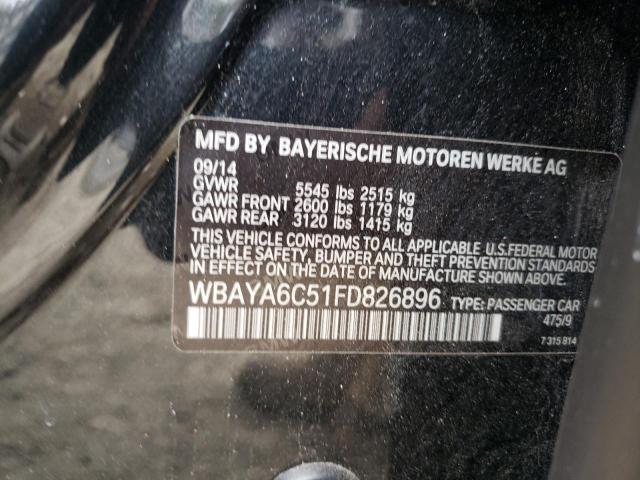 MFD BY BAYERISCHE MOTOREN WERKE AG
09/14
GVWR 5545 lbs 2515 kg
GAWR FRONT 2600 lbs 1179 kg
GAWR REAR 3120 lbs 1415 kg
THIS VEHICLE CONFORMS TO ALL APPLICABLE U.S.FEDERAL MOTOR
VEHICLE SAFETY, BUMPER AND THEFT PREVENTION STANDARDS
IN EFFECT ON THE DATE OF MANUFACTURE SHOWN ABOVE.
WBAYA6C51FD826896 TYPE: PASSENGER CAR
475/9
7 315 814